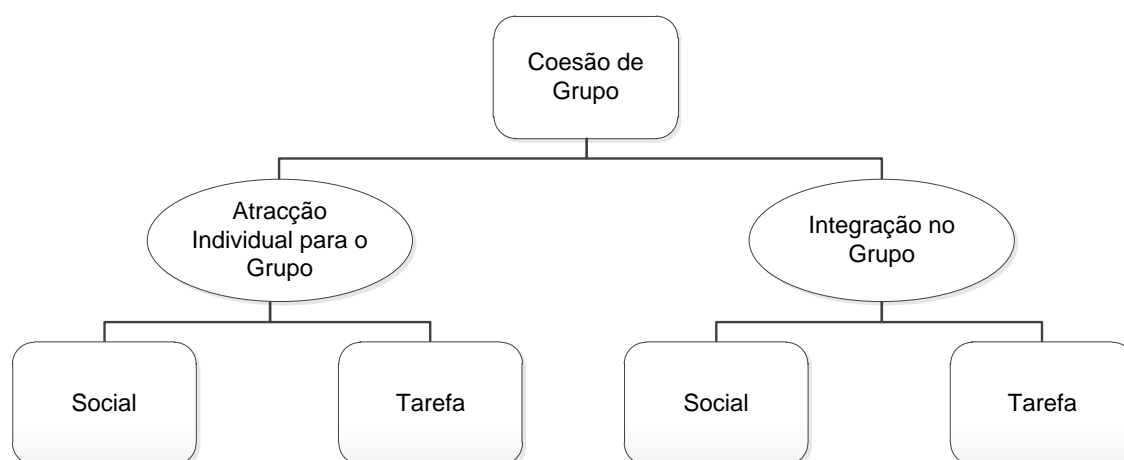 Coesão de
Grupo
Atracção
Individual para o
Grupo
Integração no
Grupo
Social
Tarefa
Social
Tarefa